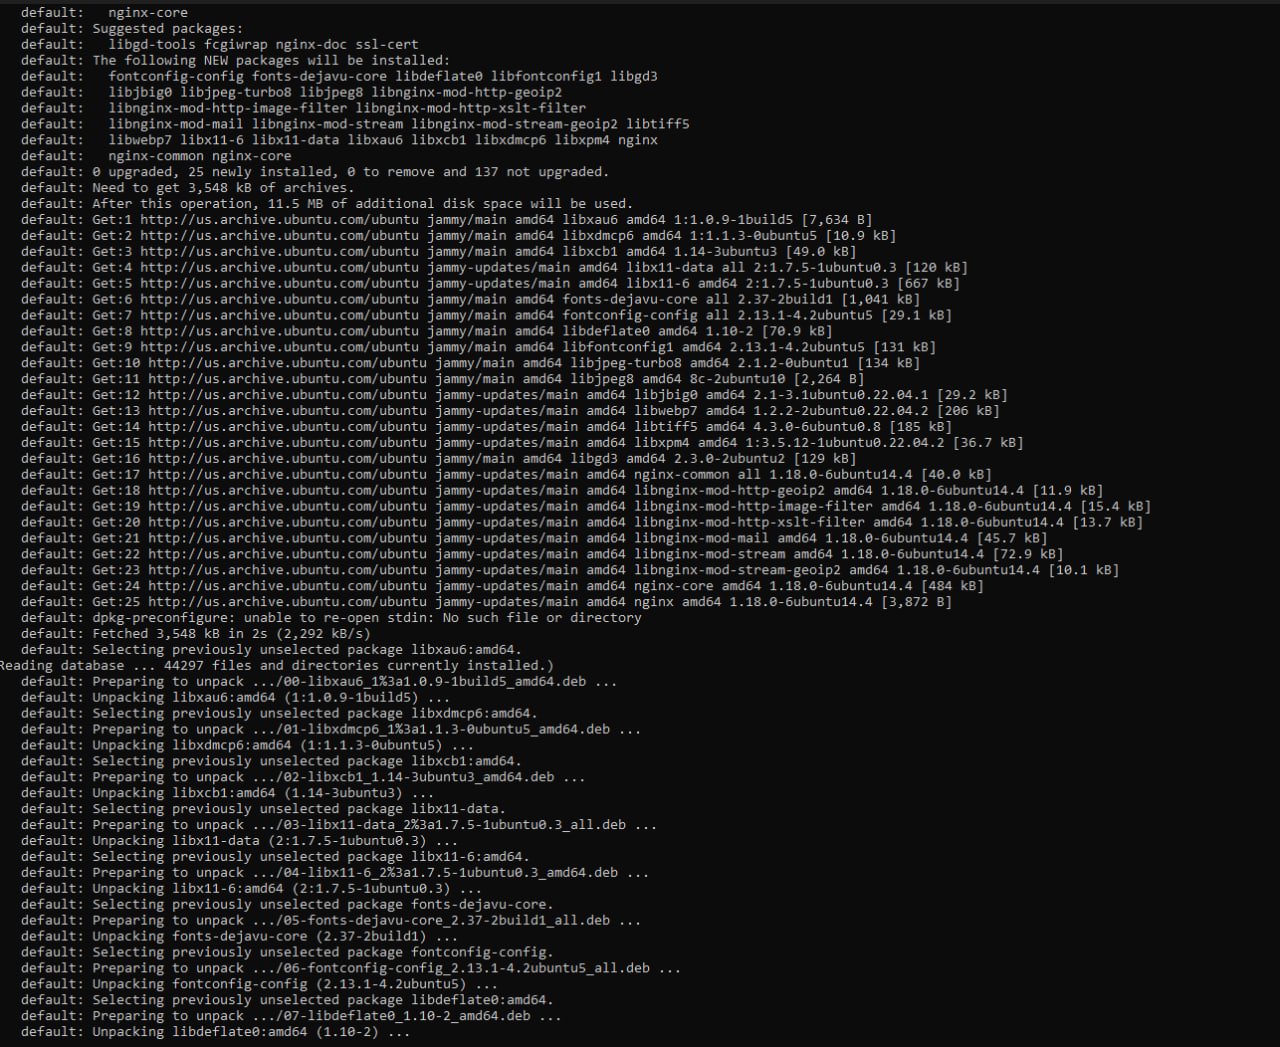 default:   nginx-core
default: Suggested packages:
default:   libgd-tools fcgiwrap nginx-doc ssl-cert
default: The following NEW packages will be installed:
default:   fontconfig-config fonts-dejavu-core libdeflate0 libfontconfig1 libgd3
default:   libjbig0 libjpeg-turbo8 libjpeg8 libnginx-mod-http-geoip2
default:   libnginx-mod-http-image-filter libnginx-mod-http-xslt-filter
default:   libnginx-mod-mail libnginx-mod-stream libnginx-mod-stream-geoip2 libtiff5
default:   libwebp7 libx11-6 libx11-data libxau6 libxcb1 libxdmcp6 libxpm4 nginx
default:   nginx-common nginx-core
default: 0 upgraded, 25 newly installed, 0 to remove and 137 not upgraded.
default: Need to get 3,548 kB of archives.
default: After this operation, 11.5 MB of additional disk space will be used.
default: Get:1 http://us.archive.ubuntu.com/ubuntu jammy/main amd64 libxau6 amd64 1:1.0.9-1build5 [7,634 B]
default: Get:2 http://us.archive.ubuntu.com/ubuntu jammy/main amd64 libxdmcp6 amd64 1:1.1.3-0ubuntu5 [10.9 kB]
default: Get:3 http://us.archive.ubuntu.com/ubuntu jammy/main amd64 libxcb1 amd64 1.14-3ubuntu3 [49.0 kB]
default: Get:4 http://us.archive.ubuntu.com/ubuntu jammy-updates/main amd64 libx11-data all 2:1.7.5-1ubuntu0.3 [120 kB]
default: Get:5 http://us.archive.ubuntu.com/ubuntu jammy-updates/main amd64 libx11-6 amd64 2:1.7.5-1ubuntu0.3 [667 kB]
default: Get:6 http://us.archive.ubuntu.com/ubuntu jammy/main amd64 fonts-dejavu-core all 2.37-2build1 [1,041 kB]
default: Get:7 http://us.archive.ubuntu.com/ubuntu jammy/main amd64 fontconfig-config all 2.13.1-4.2ubuntu5 [29.1 kB]
default: Get:8 http://us.archive.ubuntu.com/ubuntu jammy/main amd64 libdeflate0 amd64 1.10-2 [70.9 kB]
default: Get:9 http://us.archive.ubuntu.com/ubuntu jammy/main amd64 libfontconfig1 amd64 2.13.1-4.2ubuntu5 [131 kB]
default: Get:10 http://us.archive.ubuntu.com/ubuntu jammy/main amd64 libjpeg-turbo8 amd64 2.1.2-0ubuntu1 [134 kB]
default: Get:11 http://us.archive.ubuntu.com/ubuntu jammy/main amd64 libjpeg8 amd64 8c-2ubuntu10 [2,264 B]
default: Get:12 http://us.archive.ubuntu.com/ubuntu jammy-updates/main amd64 libjbig0 amd64 2.1-3.1ubuntu0.22.04.1 [29.2 kB]
default: Get:13 http://us.archive.ubuntu.com/ubuntu jammy-updates/main amd64 libwebp7 amd64 1.2.2-2ubuntu0.22.04.2 [206 kB]
default: Get:14 http://us.archive.ubuntu.com/ubuntu jammy-updates/main amd64 libtiff5 amd64 4.3.0-6ubuntu0.8 [185 kB]
default: Get:15 http://us.archive.ubuntu.com/ubuntu jammy-updates/main amd64 libxpm4 amd64 1:3.5.12-1ubuntu0.22.04.2 [36.7 kB]
default: Get:16 http://us.archive.ubuntu.com/ubuntu jammy/main amd64 libgd3 amd64 2.3.0-2ubuntu2 [129 kB]
default: Get:17 http://us.archive.ubuntu.com/ubuntu jammy-updates/main amd64 nginx-common all 1.18.0-6ubuntu14.4 [40.0 kB]
default: Get:18 http://us.archive.ubuntu.com/ubuntu jammy-updates/main amd64 libnginx-mod-http-geoip2 amd64 1.18.0-6ubuntu14.4 [11.9 kB]
default: Get:19 http://us.archive.ubuntu.com/ubuntu jammy-updates/main amd64 libnginx-mod-http-image-filter amd64 1.18.0-6ubuntu14.4 [15.4 kB]
default: Get:20 http://us.archive.ubuntu.com/ubuntu jammy-updates/main amd64 libnginx-mod-http-xslt-filter amd64 1.18.0-6ubuntu14.4 [13.7 kB]
default: Get:21 http://us.archive.ubuntu.com/ubuntu jammy-updates/main amd64 libnginx-mod-mail amd64 1.18.0-6ubuntu14.4 [45.7 kB]
default: Get:22 http://us.archive.ubuntu.com/ubuntu jammy-updates/main amd64 libnginx-mod-stream amd64 1.18.0-6ubuntu14.4 [72.9 kB]
default: Get:23 http://us.archive.ubuntu.com/ubuntu jammy-updates/main amd64 libnginx-mod-stream-geoip2 amd64 1.18.0-6ubuntu14.4 [10.1 kB]
default: Get:24 http://us.archive.ubuntu.com/ubuntu jammy-updates/main amd64 nginx-core amd64 1.18.0-6ubuntu14.4 [484 kB]
default: Get:25 http://us.archive.ubuntu.com/ubuntu jammy-updates/main amd64 nginx amd64 1.18.0-6ubuntu14.4 [3,872 B]
default: dpkg-preconfigure: unable to re-open stdin: No such file or directory
default: Fetched 3,548 kB in 2s (2,292 kB/s)
default: Selecting previously unselected package libxau6:amd64.
Reading database ... 44297 files and directories currently installed.)
default: Preparing to unpack .../00-libxau6_1%3a1.0.9-1build5_amd64.deb ...
default: Unpacking libxau6:amd64 (1:1.0.9-1build5) ...
default: Selecting previously unselected package libxdmcp6:amd64.
default: Preparing to unpack .../01-libxdmcp6_1%3a1.1.3-0ubuntu5_amd64.deb ...
default: Unpacking libxdmcp6:amd64 (1:1.1.3-0ubuntu5) ...
default: Selecting previously unselected package libxcb1:amd64.
default: Preparing to unpack .../02-libxcb1_1.14-3ubuntu3_amd64.deb ...
default: Unpacking libxcb1:amd64 (1.14-3ubuntu3) ...
default: Selecting previously unselected package libx11-data.
default: Preparing to unpack .../03-libx11-data_2%3a1.7.5-1ubuntu0.3_all.deb ...
default: Unpacking libx11-data (2:1.7.5-1ubuntu0.3) ...
default: Selecting previously unselected package libx11-6:amd64.
default: Preparing to unpack .../04-libx11-6_2%3a1.7.5-1ubuntu0.3_amd64.deb ...
default: Unpacking libx11-6:amd64 (2:1.7.5-1ubuntu0.3) ...
default: Selecting previously unselected package fonts-dejavu-core.
default: Preparing to unpack .../05-fonts-dejavu-core_2.37-2build1_all.deb ...
default: Unpacking fonts-dejavu-core (2.37-2build1) ...
default: Selecting previously unselected package fontconfig-config.
default: Preparing to unpack .../06-fontconfig-config_2.13.1-4.2ubuntu5_all.deb ...
default: Unpacking fontconfig-config (2.13.1-4.2ubuntu5) ...
default: Selecting previously unselected package libdeflate0:amd64.
default: Preparing to unpack .../07-libdeflate0_1.10-2_amd64.deb ...
default: Unpacking libdeflate0:amd64 (1.10-2) ...